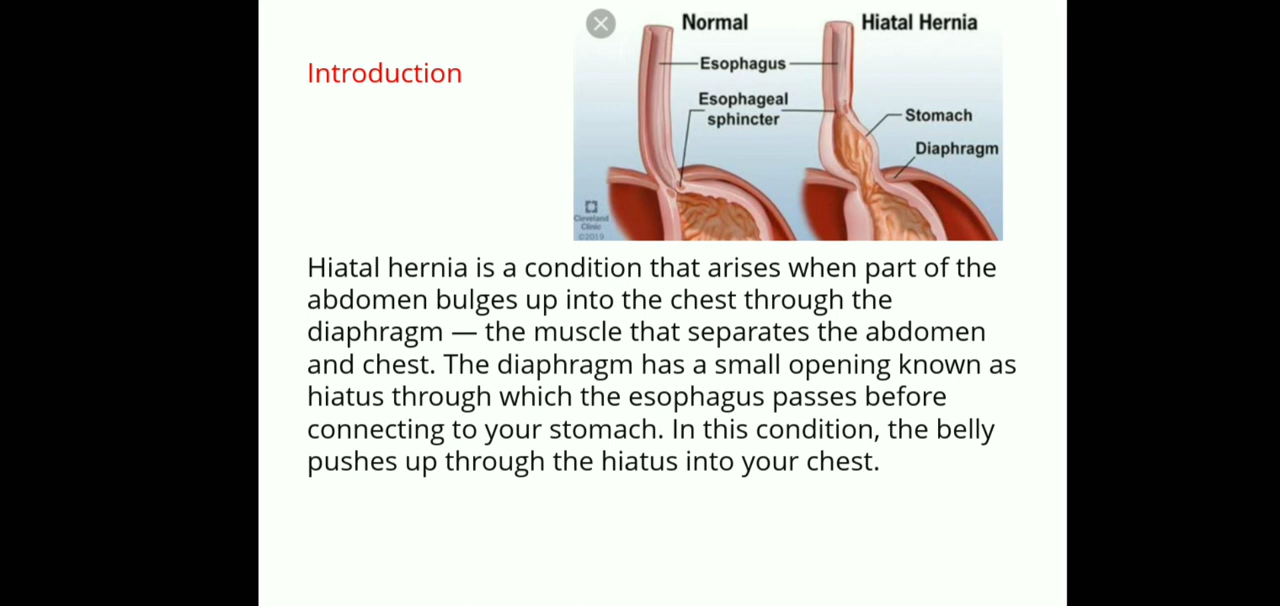 Introduction
Normal
Hiatal Hernia
Esophagus
Esophageal
sphincter
Stomach
Diaphragm
Cleveland
Clinic
©2019
Hiatal hernia is a condition that arises when part of the
abdomen bulges up into the chest through the
diaphragm — the muscle that separates the abdomen
and chest. The diaphragm has a small opening known as
hiatus through which the esophagus passes before
connecting to your stomach. In this condition, the belly
pushes up through the hiatus into your chest.